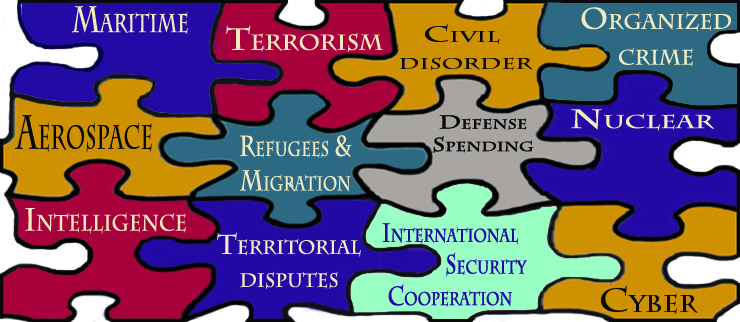 Maritime
Terrorism
Civil
disorder
Organized
crime
Aerospace
Refugees &
Migration
Defense
Spending
Nuclear
Intelligence
Territorial
disputes
International
Security
Cooperation
Cyber